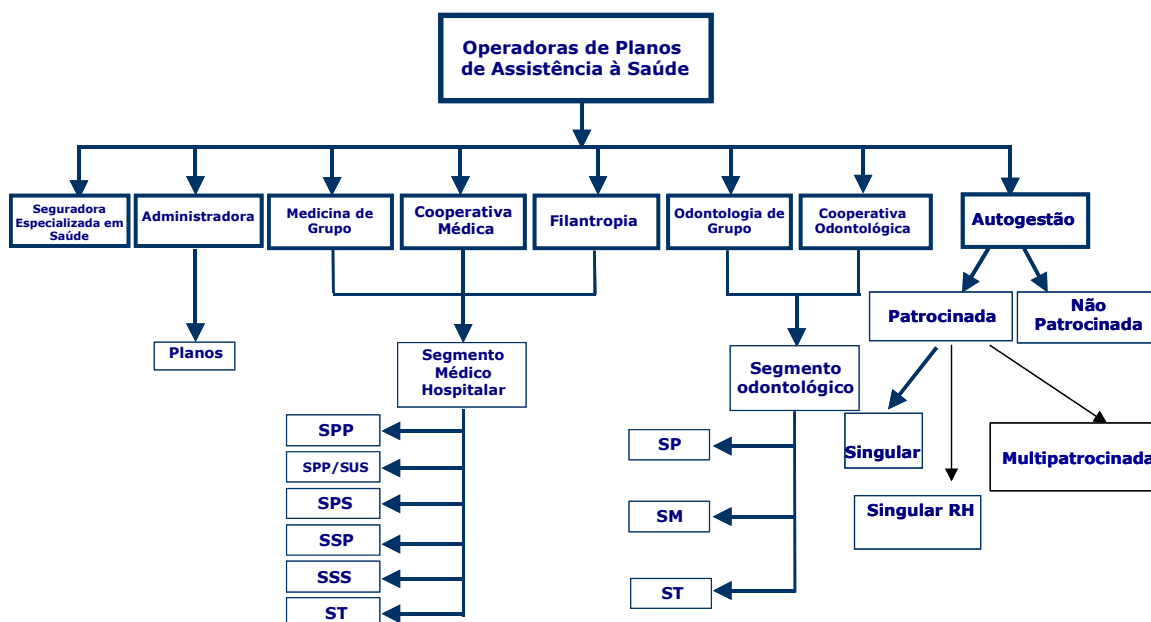 Operadoras de Planos
de Assistência à Saúde
Seguradora
Especializada em
Saúde
Administradora
Medicina de
Grupo
Cooperativa
Médica
Filantropia
Odontologia de
Grupo
Cooperativa
Odontológica
Autogestão
Planos
Segmento
Médico
Hospitalar
Segmento
odontológico
Patrocinada
Não
Patrocinada
SPP
SPP/SUS
SPS
SSP
SSS
ST
SP
SM
ST
Singular
Singular RH
Multipatrocinada